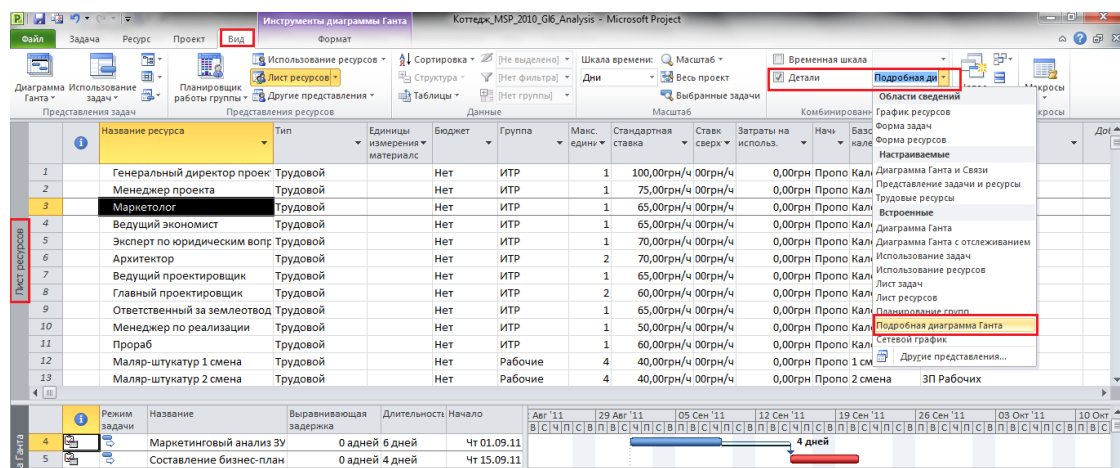 Инструменты диаграммы Ганта
Коттедж_MSP_2010_GI6_Analysis - Microsoft Project
Файл Задача Ресурс Проект Вид Формат
Диаграмма Ганта
Использование задач
Представления задач
Планировщик работы группы
Использование ресурсов
Лист ресурсов
Другие представления
Представления ресурсов
Сортировка
Структура
Таблицы
[Не выделено]
[Нет фильтра]
[Нет группы]
Данные
Шкала времени:
Дни
Масштаб
Весь проект
Выбранные задачи
Масштаб
Временная шкала
Детали
Подробная ди
Комбинирован
Макросы
кросы
Области сведений
График ресурсов
Форма задач
Форма ресурсов
Настраиваемые
Диаграмма Ганта и Связи
Представление задачи и ресурсы
Трудовые ресурсы
Встроенные
Диаграмма Ганта
Диаграмма Ганта с отслеживанием
Использование задач
Использование ресурсов
Лист задач
Лист ресурсов
Планирование групп
Подробная диаграмма Ганта
Сетевой график
Другие представления...
Лист ресурсов
Название ресурса Тип Единицы измерения материалс Бюджет Группа Макс. едини Стандартная ставка Ставк сверх Затраты на использ. Начи Базо кале
1 Генеральный директор проек Трудовой Нет ИТР 1 100,00грн/ч 00грн/ч 0,00грн Пропо Кале
2 Менеджер проекта Трудовой Нет ИТР 1 75,00грн/ч 00грн/ч 0,00грн Пропо Кале
3 Маркетолог Трудовой Нет ИТР 1 65,00грн/ч 00грн/ч 0,00грн Пропо Кале
4 Ведущий экономист Трудовой Нет ИТР 1 65,00грн/ч 00грн/ч 0,00грн Пропо Кале
5 Эксперт по юридическим вопр Трудовой Нет ИТР 1 70,00грн/ч 00грн/ч 0,00грн Пропо Кале
6 Архитектор Трудовой Нет ИТР 2 70,00грн/ч 00грн/ч 0,00грн Пропо Кале
7 Ведущий проектировщик Трудовой Нет ИТР 1 65,00грн/ч 00грн/ч 0,00грн Пропо Кале
8 Главный проектировщик Трудовой Нет ИТР 2 60,00грн/ч 00грн/ч 0,00грн Пропо Кале
9 Ответственный за землеотвод Трудовой Нет ИТР 1 65,00грн/ч 00грн/ч 0,00грн Пропо Кале
10 Менеджер по реализации Трудовой Нет ИТР 1 50,00грн/ч 00грн/ч 0,00грн Пропо Кале
11 Прораб Трудовой Нет ИТР 1 60,00грн/ч 00грн/ч 0,00грн Пропо Кале
12 Маляр-штукатур 1 смена Трудовой Нет Рабочие 4 40,00грн/ч 00грн/ч 0,00грн Пропо 1 см
13 Маляр-штукатур 2 смена Трудовой Нет Рабочие 4 40,00грн/ч 00грн/ч 0,00грн Пропо 2 смена ЗП Рабочих
Режим задачи Название Выравнивающая задержка Длительность Начало
Авг '11 29 Авг '11 05 Сен '11 12 Сен '11 19 Сен '11 26 Сен '11 03 Окт '11 10 Окт
В С Ч П С В П В С Ч П С В П В С Ч П С В П В С Ч П С В П В С Ч П С В П В С Ч П С В П В С Ч П С В П В С
4 Маркетинговый анализ ЗУ 0 адней 6 дней Чт 01.09.11 4 дней
5 Составление бизнес-план 0 адней 4 дней Чт 15.09.11
Ганта